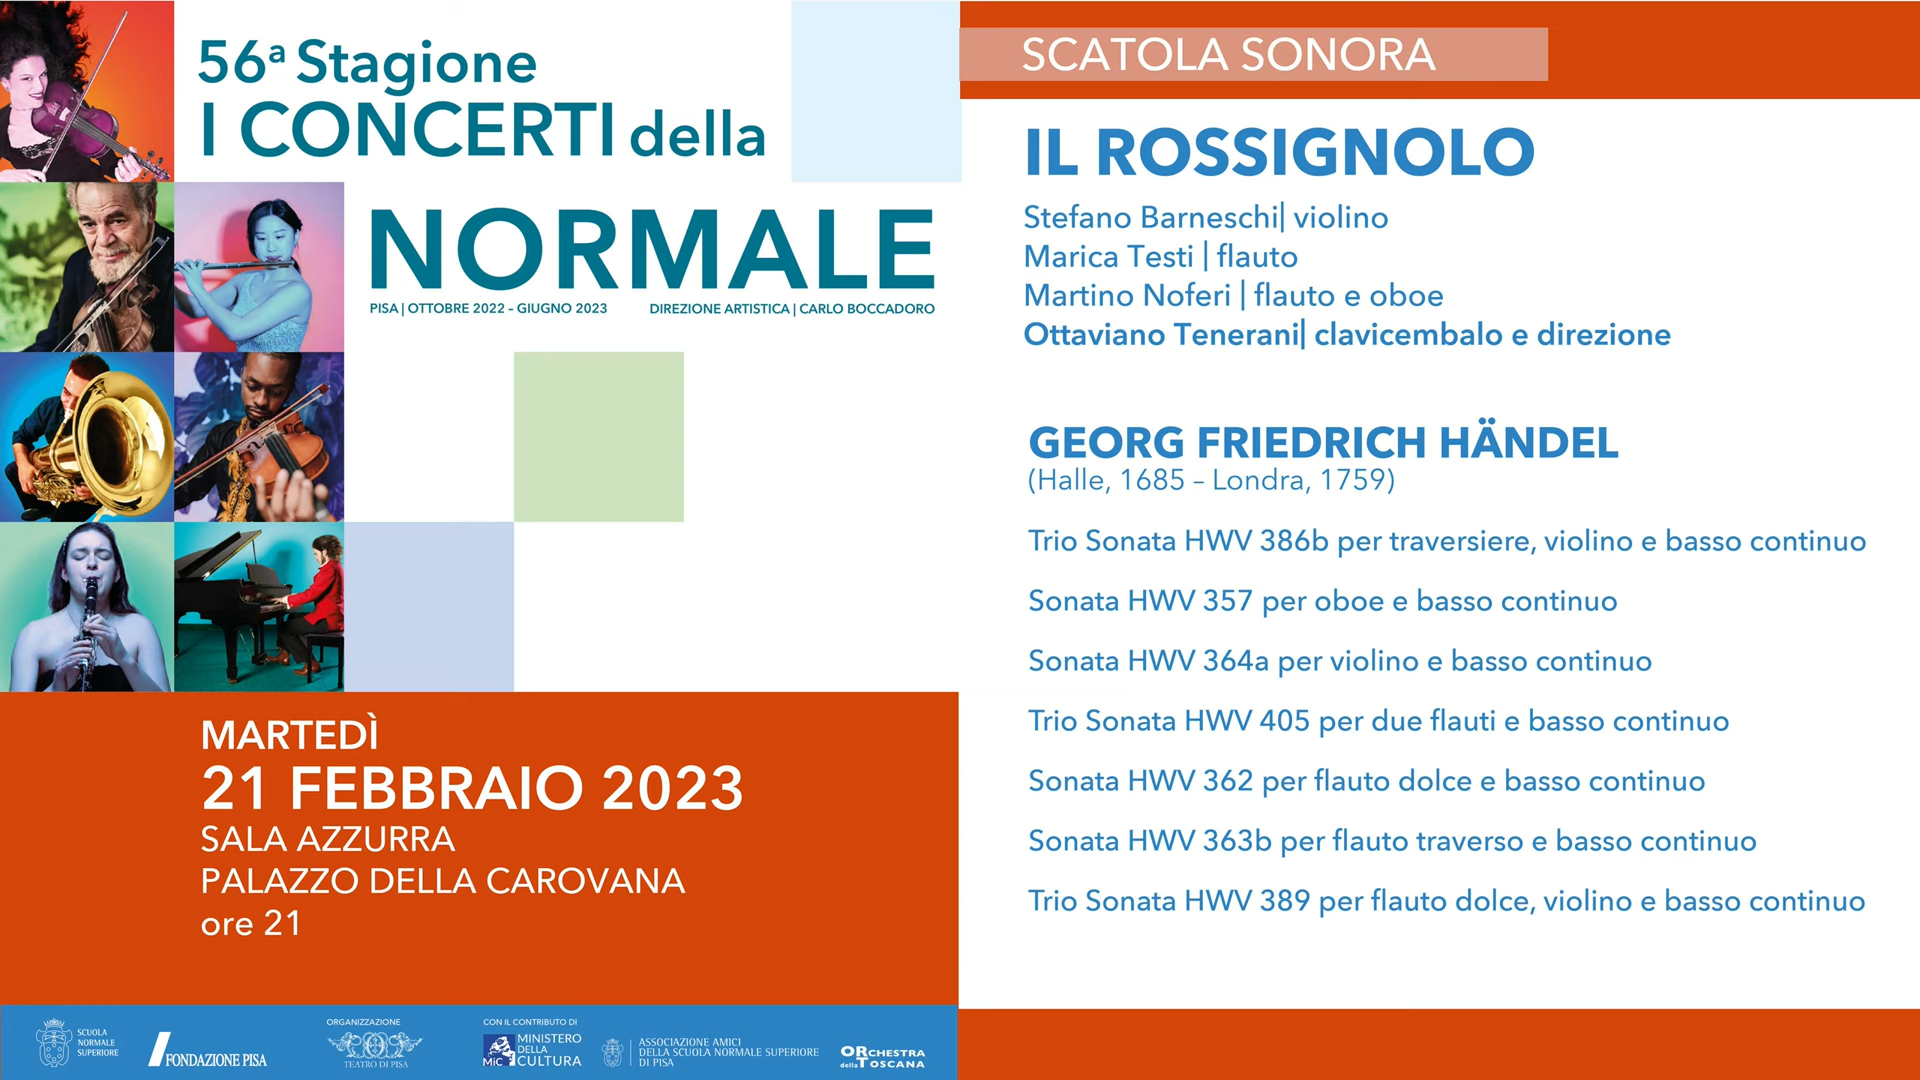 56ª Stagione
I CONCERTI della
NORMALE
PISA | OTTOBRE 2022 – GIUGNO 2023
DIREZIONE ARTISTICA | CARLO BOCCADORO
MARTEDÌ
21 FEBBRAIO 2023
SALA AZZURRA
PALAZZO DELLA CAROVANA
ore 21
SCUOLA
NORMALE
SUPERIORE
FONDAZIONE PISA
ORGANIZZAZIONE
TEATRO DI PISA
CON IL CONTRIBUTO DI
MiC
MINISTERO
DELLA
CULTURA
ASSOCIAZIONE AMICI
DELLA SCUOLA NORMALE SUPERIORE
DI PISA
ORCHESTRA
della TOSCANA
SCATOLA SONORA
IL ROSSIGNOLO
Stefano Barneschi| violino
Marica Testi | flauto
Martino Noferi | flauto e oboe
Ottaviano Tenerani| clavicembalo e direzione
GEORG FRIEDRICH HÄNDEL
(Halle, 1685 – Londra, 1759)
Trio Sonata HWV 386b per traversiere, violino e basso continuo
Sonata HWV 357 per oboe e basso continuo
Sonata HWV 364a per violino e basso continuo
Trio Sonata HWV 405 per due flauti e basso continuo
Sonata HWV 362 per flauto dolce e basso continuo
Sonata HWV 363b per flauto traverso e basso continuo
Trio Sonata HWV 389 per flauto dolce, violino e basso continuo